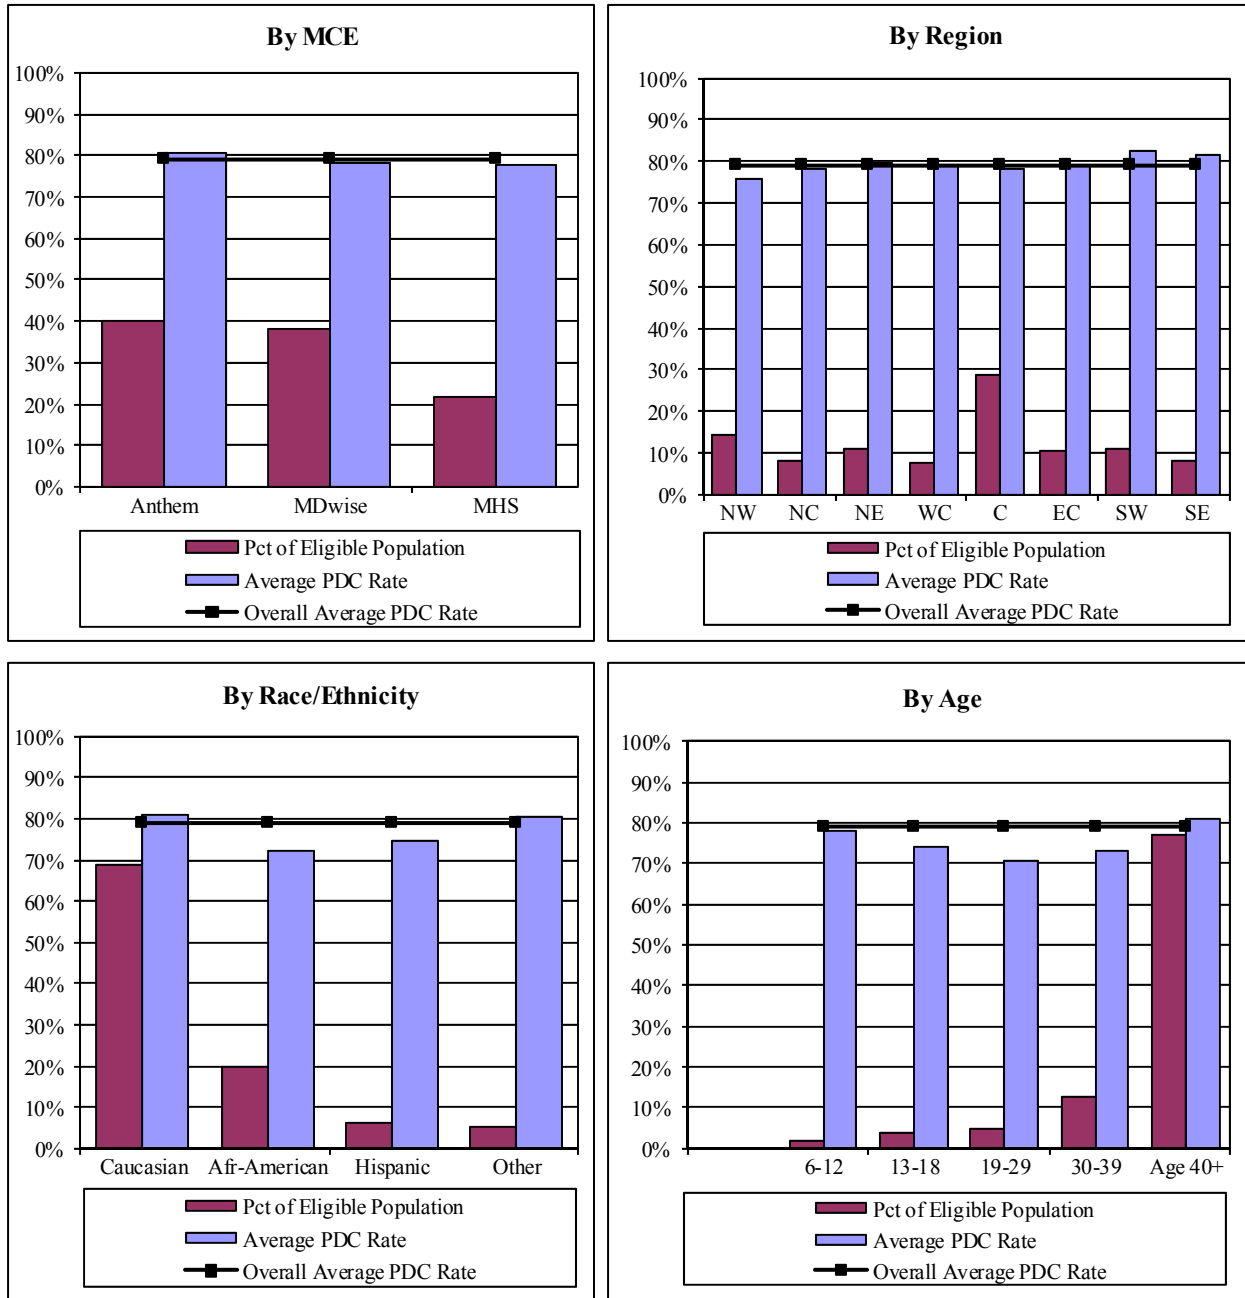 By MCE
100%
90%
80%
70%
60%
50%
40%
30%
20%
10%
0%
Anthem MDwise MHS
Pct of Eligible Population
Average PDC Rate
Overall Average PDC Rate
By Region
100%
90%
80%
70%
60%
50%
40%
30%
20%
10%
0%
NW NC NE WC C EC SW SE
Pct of Eligible Population
Average PDC Rate
Overall Average PDC Rate
By Race/Ethnicity
100%
90%
80%
70%
60%
50%
40%
30%
20%
10%
0%
Caucasian Afr-American Hispanic Other
Pct of Eligible Population
Average PDC Rate
Overall Average PDC Rate
By Age
100%
90%
80%
70%
60%
50%
40%
30%
20%
10%
0%
6-12 13-18 19-29 30-39 Age 40+
Pct of Eligible Population
Average PDC Rate
Overall Average PDC Rate